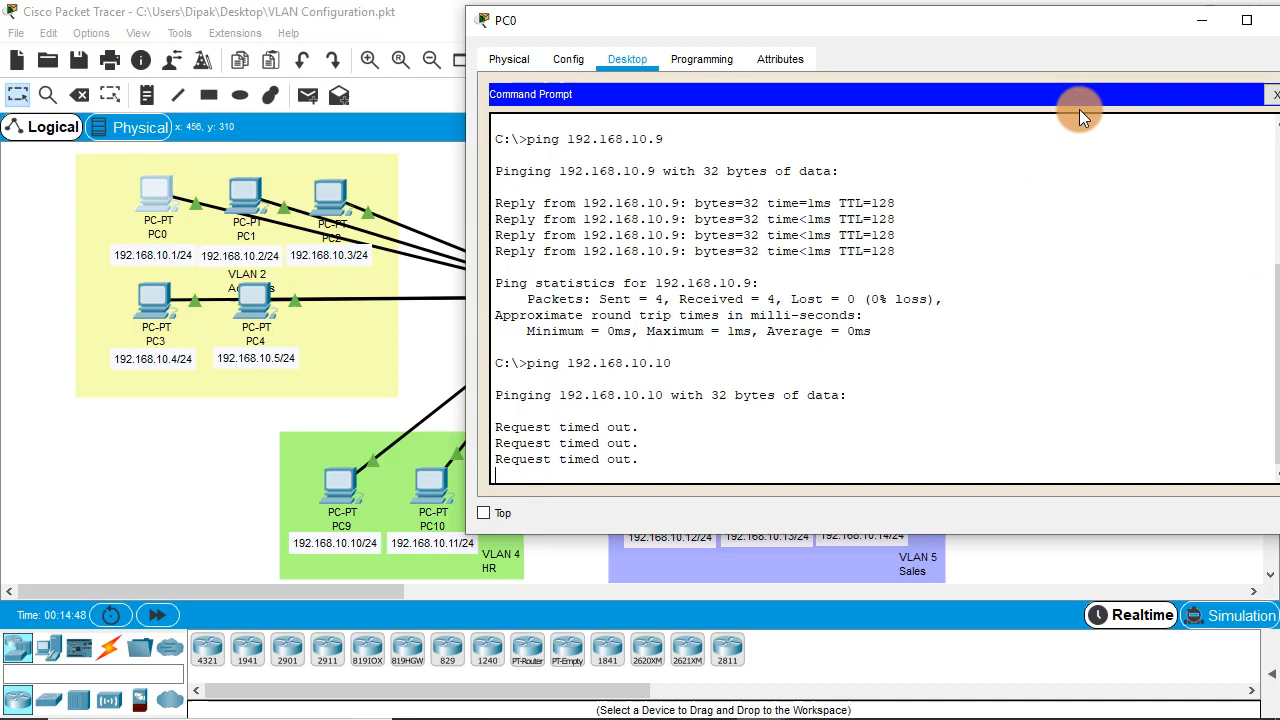 Cisco Packet Tracer - C:\Users\Dipak\Desktop\VLAN Configuration.pkt
File Edit Options View Tools Extensions Help
Logical
Physical x: 456, y: 310
PC-PT
PC0
192.168.10.1/24
PC-PT
PC1
192.168.10.2/24
PC-PT
PC2
192.168.10.3/24
VLAN 2
PC-PT
PC3
192.168.10.4/24
PC-PT
PC4
192.168.10.5/24
PC-PT
PC9
192.168.10.10/24
PC-PT
PC10
192.168.10.11/24
VLAN 4
HR
192.168.10.12/24
192.168.10.13/24
192.168.10.14/24
VLAN 5
Sales
PC0
Physical Config Desktop Programming Attributes
Command Prompt
X
C:\>ping 192.168.10.9
Pinging 192.168.10.9 with 32 bytes of data:
Reply from 192.168.10.9: bytes=32 time=1ms TTL=128
Reply from 192.168.10.9: bytes=32 time<1ms TTL=128
Reply from 192.168.10.9: bytes=32 time<1ms TTL=128
Reply from 192.168.10.9: bytes=32 time<1ms TTL=128
Ping statistics for 192.168.10.9:
Packets: Sent = 4, Received = 4, Lost = 0 (0% loss),
Approximate round trip times in milli-seconds:
Minimum = 0ms, Maximum = 1ms, Average = 0ms
C:\>ping 192.168.10.10
Pinging 192.168.10.10 with 32 bytes of data:
Request timed out.
Request timed out.
Request timed out.
Top
Time: 00:14:48
Realtime
Simulation
4321 1941 2901 2911 819IOX 819HGW 829 1240 PT-Router PT-Empty 1841 2620XM 2621XM 2811
(Select a Device to Drag and Drop to the Workspace)